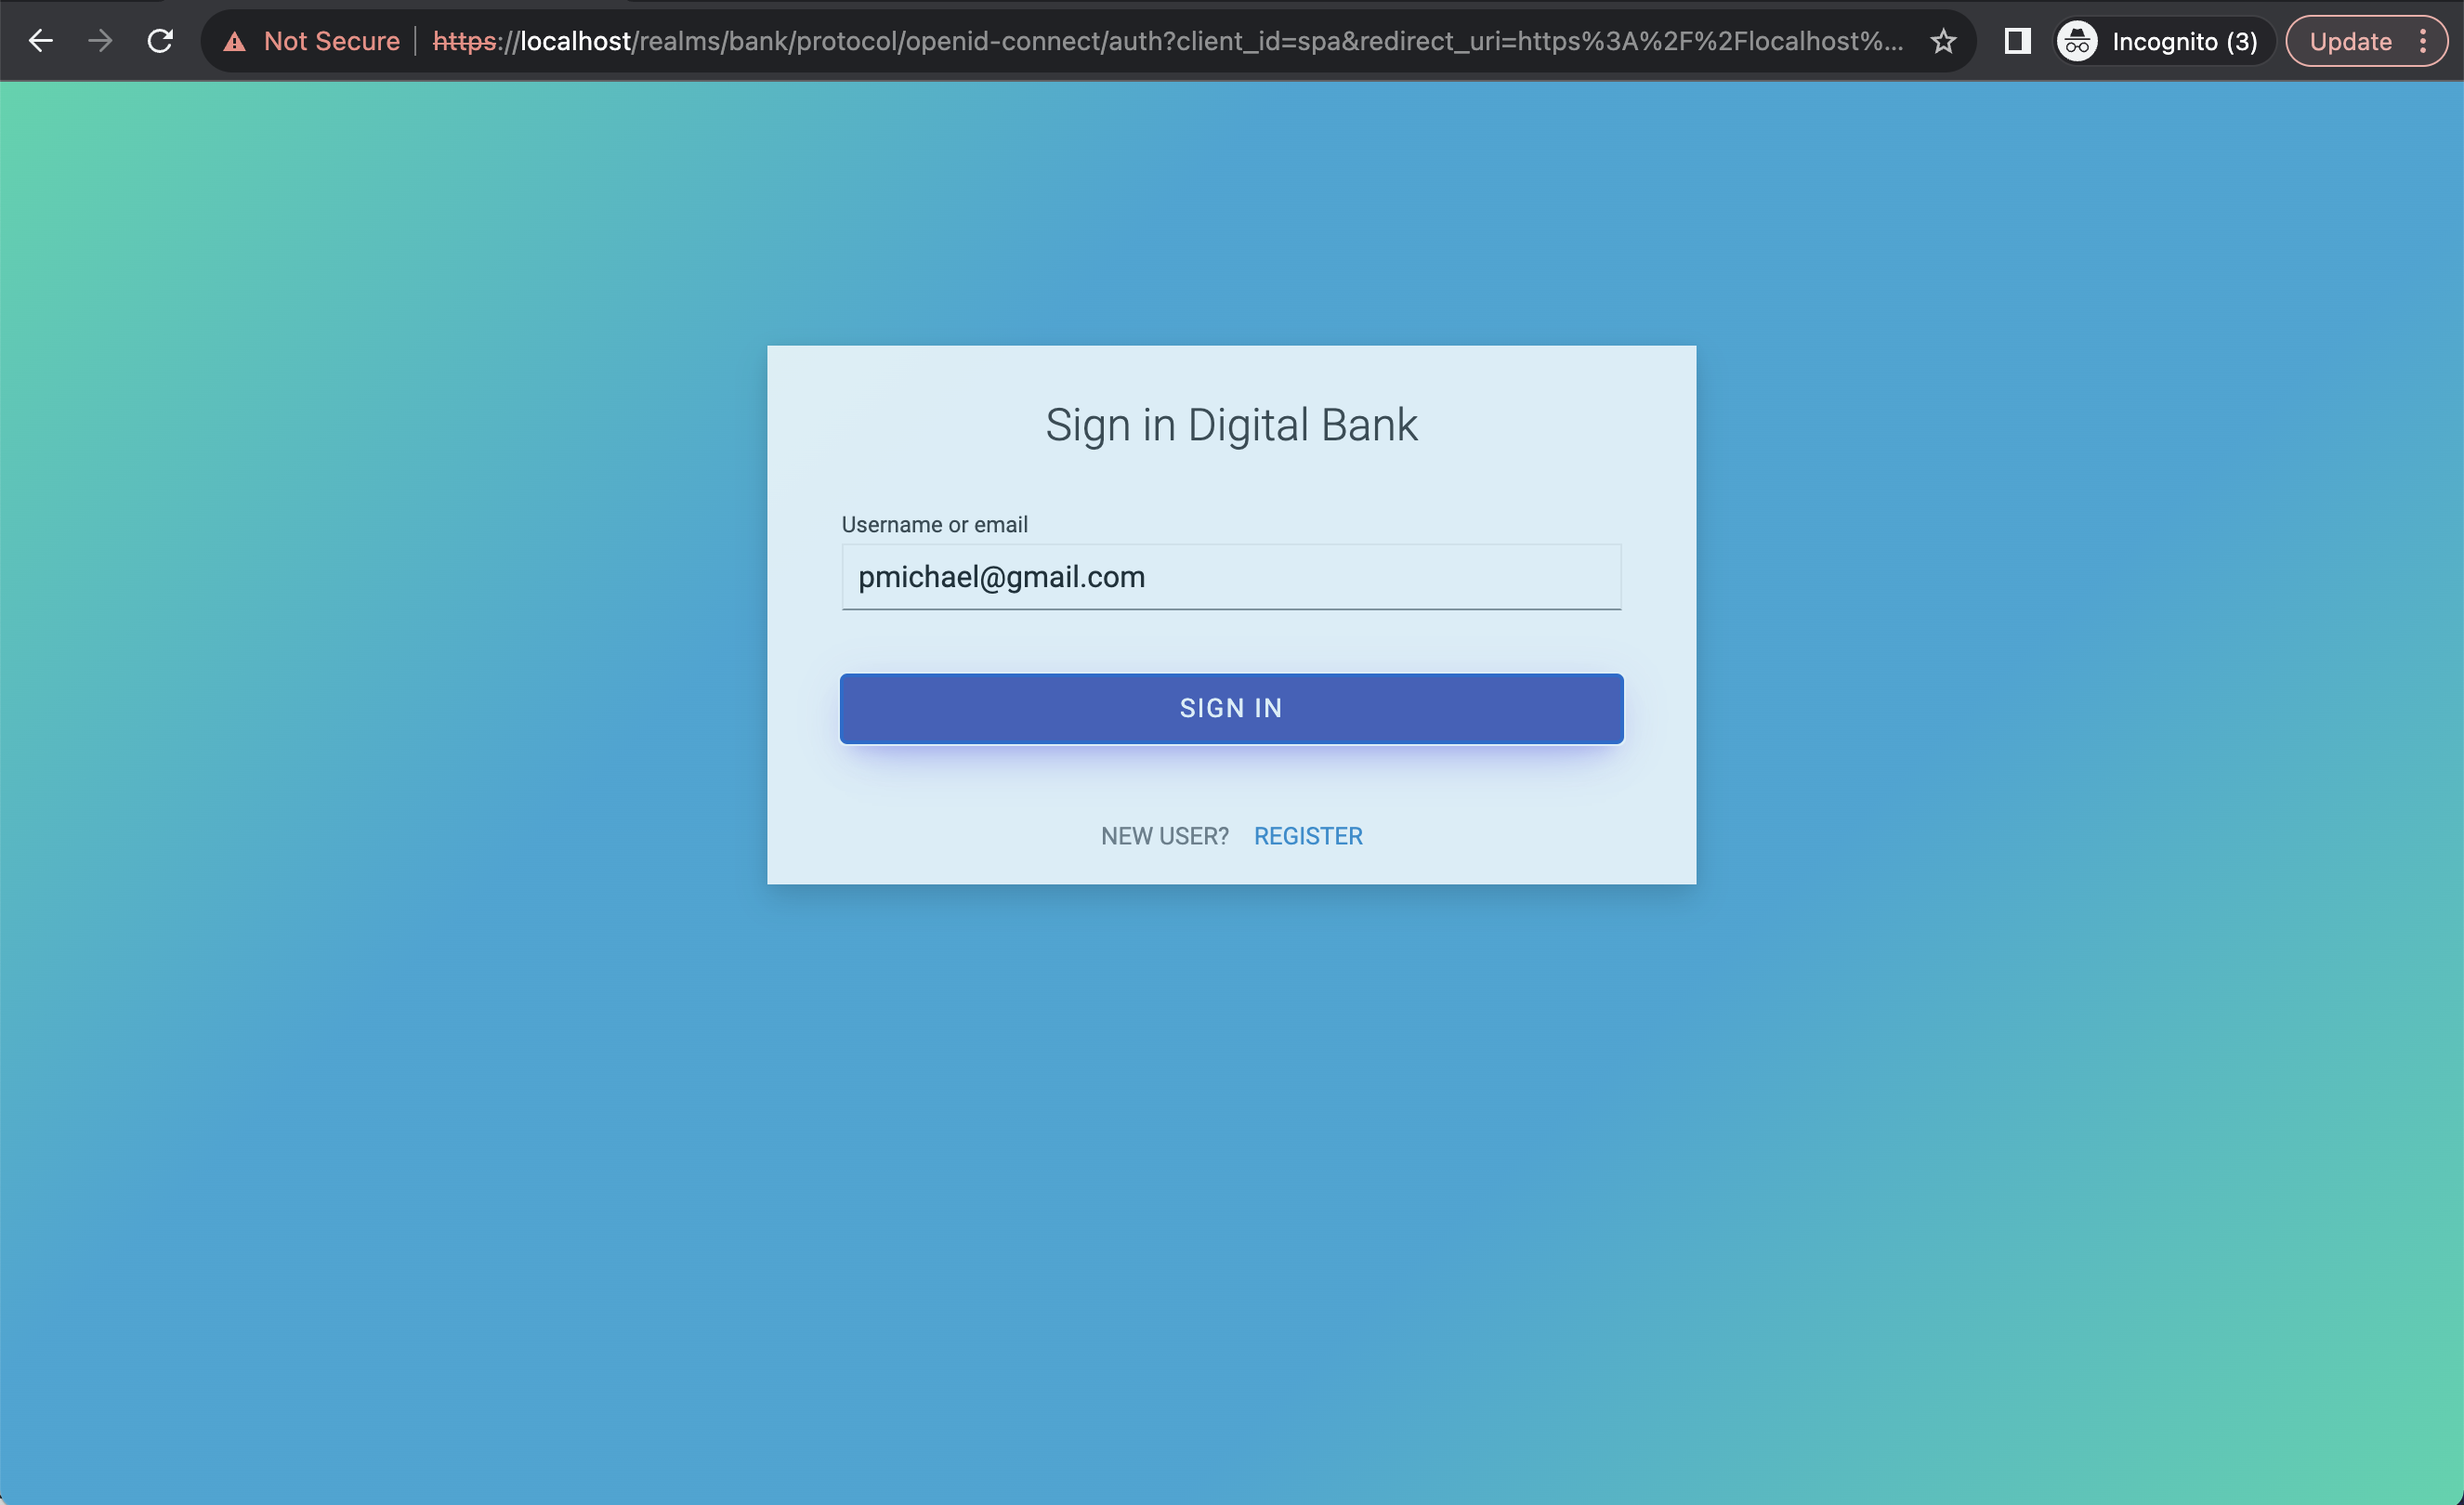 Not Secure https://localhost/realms/bank/protocol/openid-connect/auth?client_id=spa&redirect_uri=https%3A%2F%2Flocalhost%... Incognito (3) Update
Sign in Digital Bank
Username or email
pmichael@gmail.com
SIGN IN
NEW USER? REGISTER